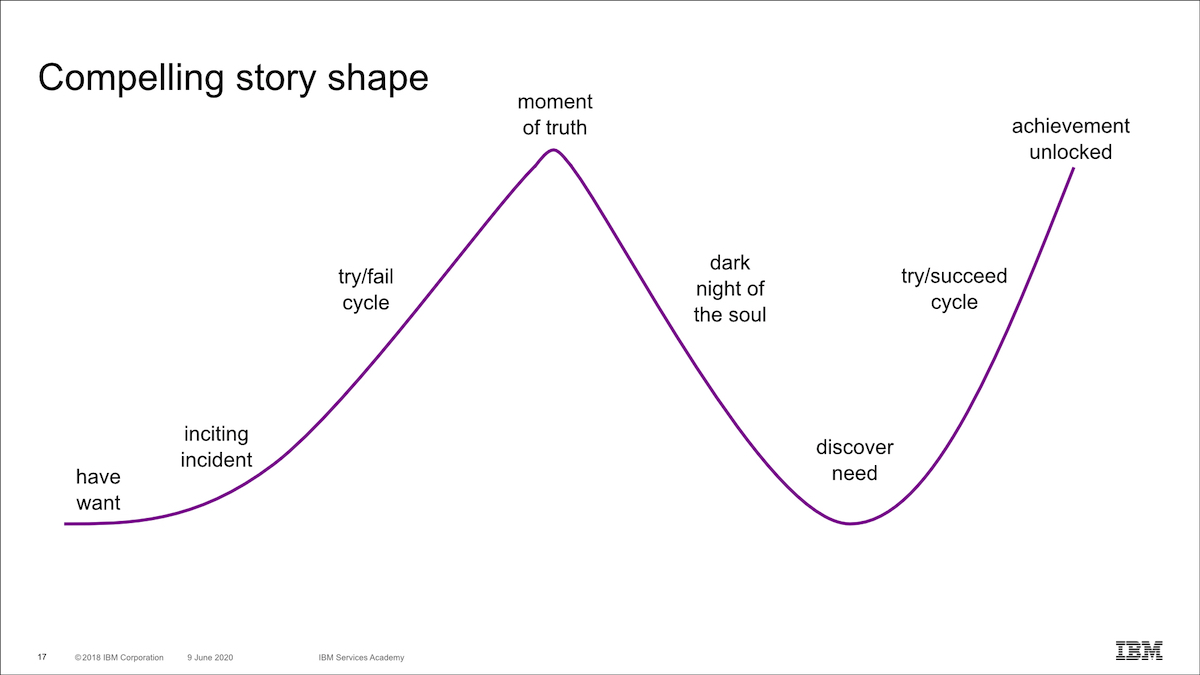 Compelling story shape
moment
of truth
achievement
unlocked
try/fail
cycle
dark
night of
the soul
try/succeed
cycle
inciting
incident
discover
need
have
want
17 ©2018 IBM Corporation 9 June 2020 IBM Services Academy
IBM